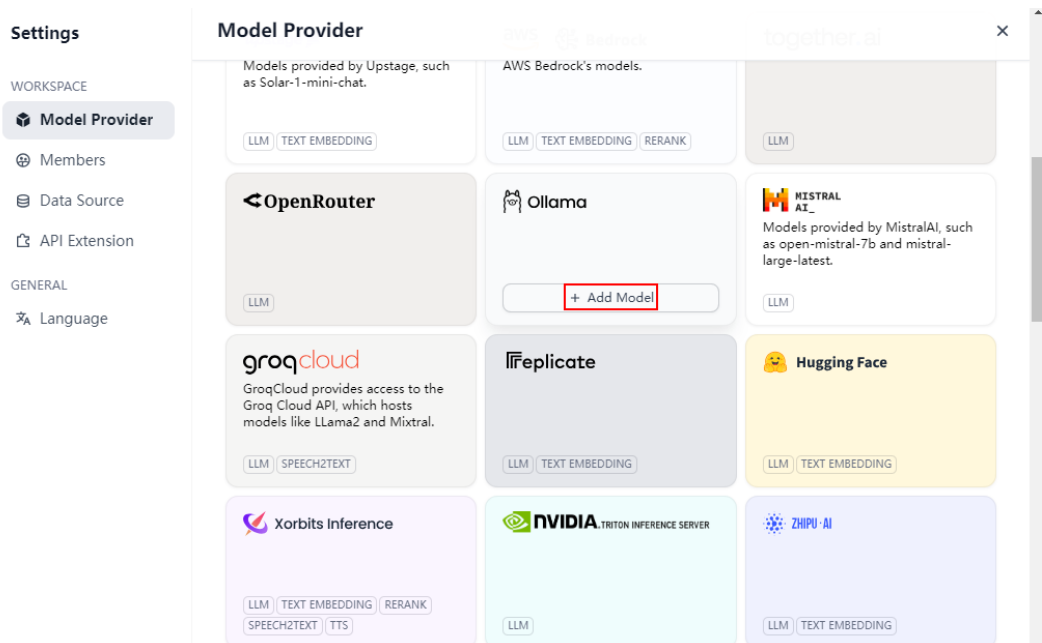 Settings
WORKSPACE
Model Provider
Members
Data Source
API Extension
GENERAL
Language
Model Provider
AWS Bedrock
together.ai
Models provided by Upstage, such
as Solar-1-mini-chat.
LLM TEXT EMBEDDING
AWS Bedrock's models.
LLM TEXT EMBEDDING RERANK
LLM
OpenRouter
LLM
Ollama
+ Add Model
MISTRAL
AI_
Models provided by MistralAI, such
as open-mistral-7b and mistral-
large-latest.
LLM
groqcloud
GroqCloud provides access to the
Groq Cloud API, which hosts
models like LLama2 and Mixtral.
LLM SPEECH2TEXT
Replicate
LLM TEXT EMBEDDING
Hugging Face
LLM TEXT EMBEDDING
Xorbits Inference
LLM TEXT EMBEDDING RERANK
SPEECH2TEXT TTS
NVIDIA.TRITON INFERENCE SERVER
LLM
ZHIPU·AI
LLM TEXT EMBEDDING